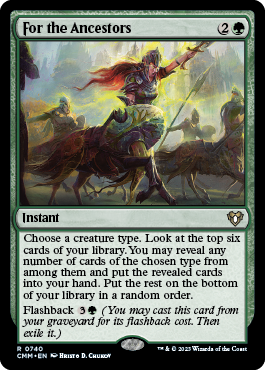 For the Ancestors 2
Instant
Choose a creature type. Look at the top six
cards of your library. You may reveal any
number of cards of the chosen type from
among them and put the revealed cards
into your hand. Put the rest on the bottom
of your library in a random order.
Flashback 3 (You may cast this card from
your graveyard for its flashback cost. Then
exile it.)
R 0740
CMM • EN Hristo D. Chukov
™ & © 2023 Wizards of the Coast